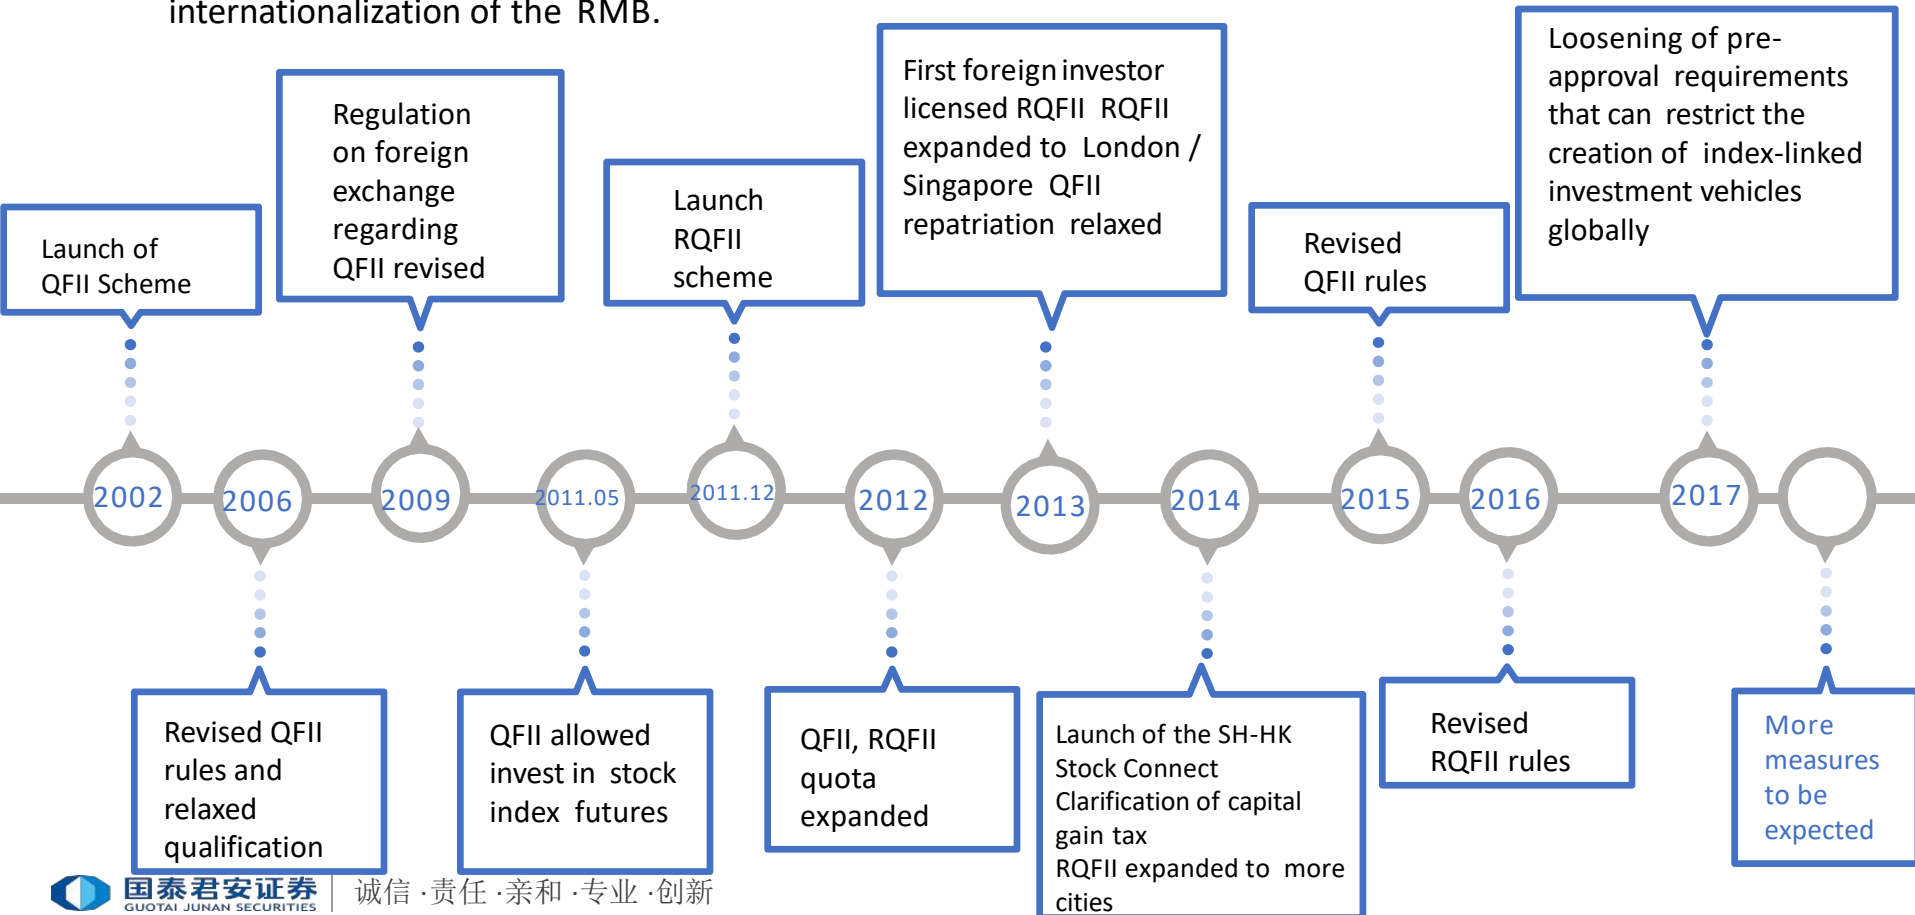 internationalization of the RMB.
Launch of
QFII Scheme
Regulation
on foreign
exchange
regarding
QFII revised
Launch
RQFII
scheme
First foreign investor
licensed RQFII RQFII
expanded to London /
Singapore QFII
repatriation relaxed
Revised
QFII rules
Loosening of pre-
approval requirements
that can restrict the
creation of index-linked
investment vehicles
globally
2002
2006
2009
2011.05
2011.12
2012
2013
2014
2015
2016
2017
Revised QFII
rules and
relaxed
qualification
QFII allowed
invest in stock
index futures
QFII, RQFII
quota
expanded
Launch of the SH-HK
Stock Connect
Clarification of capital
gain tax
RQFII expanded to more
cities
Revised
RQFII rules
More
measures
to be
expected
国泰君安证券
GUOTAI JUNAN SECURITIES
诚信 ·责任 ·亲和 ·专业 ·创新